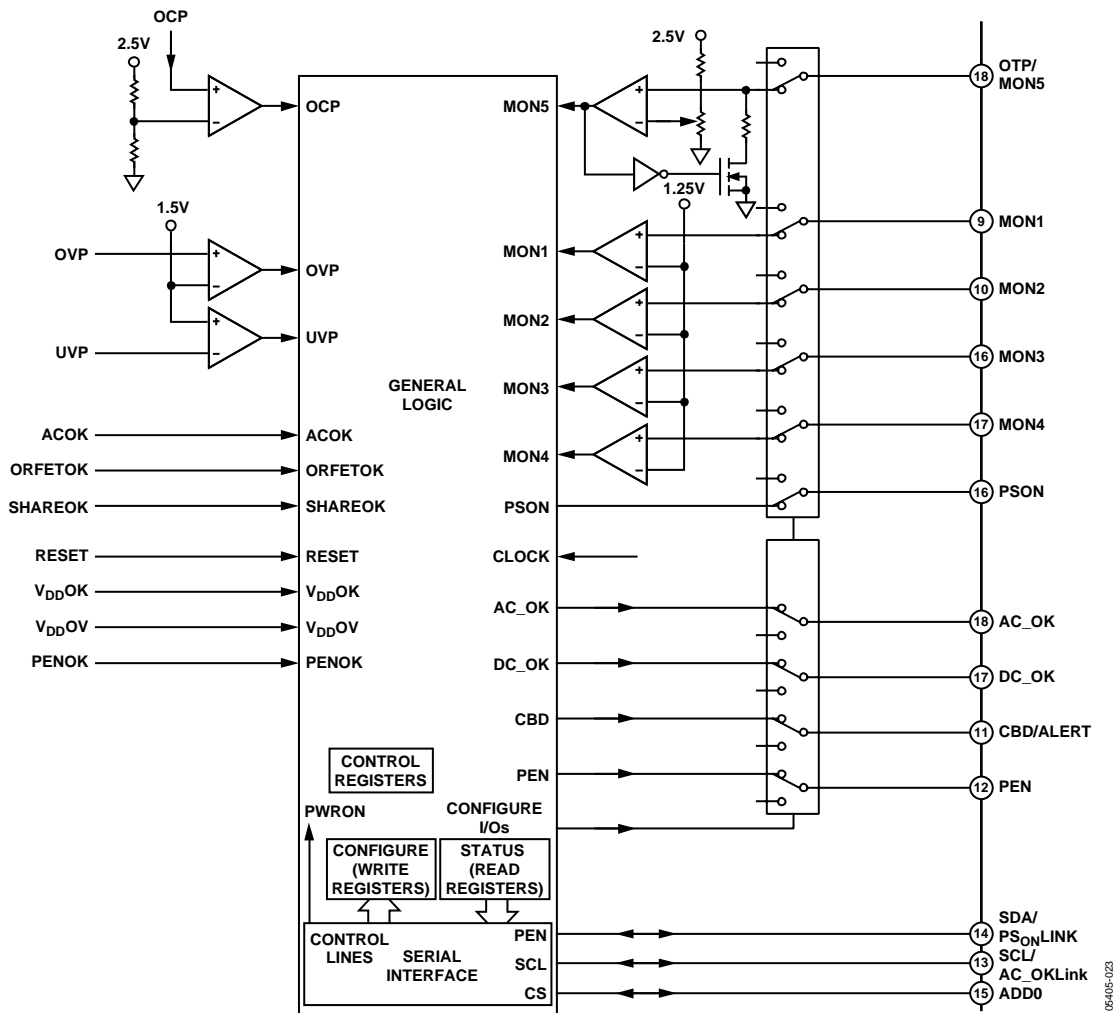 OCP
2.5V
OCP
1.5V
OVP
OVP
UVP
UVP
ACOK
ACOK
ORFETOK
ORFETOK
SHAREOK
SHAREOK
RESET
RESET
VDDOK
VDDOK
VDDOV
VDDOV
PENOK
PENOK
GENERAL
LOGIC
CONTROL
REGISTERS
PWRON
CONFIGURE
I/Os
CONFIGURE
(WRITE
REGISTERS)
STATUS
(READ
REGISTERS)
CONTROL
LINES
SERIAL
INTERFACE
MON5
2.5V
1.25V
MON1
MON2
MON3
MON4
PSON
CLOCK
AC_OK
DC_OK
CBD
PEN
PEN
SCL
CS
+
−
+
−
+
−
+
−
+
−
+
−
+
−
+
−
18 OTP/
MON5
9 MON1
10 MON2
16 MON3
17 MON4
16 PSON
18 AC_OK
17 DC_OK
11 CBD/ALERT
12 PEN
14 SDA/
PSONLINK
13 SCL/
AC_OKLink
15 ADD0
05405-023